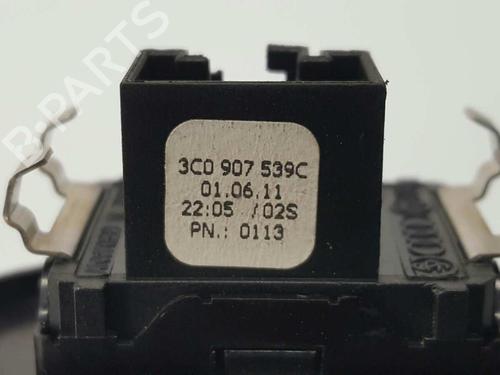 B-PARTS
3C0 907 539C
01.06.11
22:05 /02S
PN.: 0113